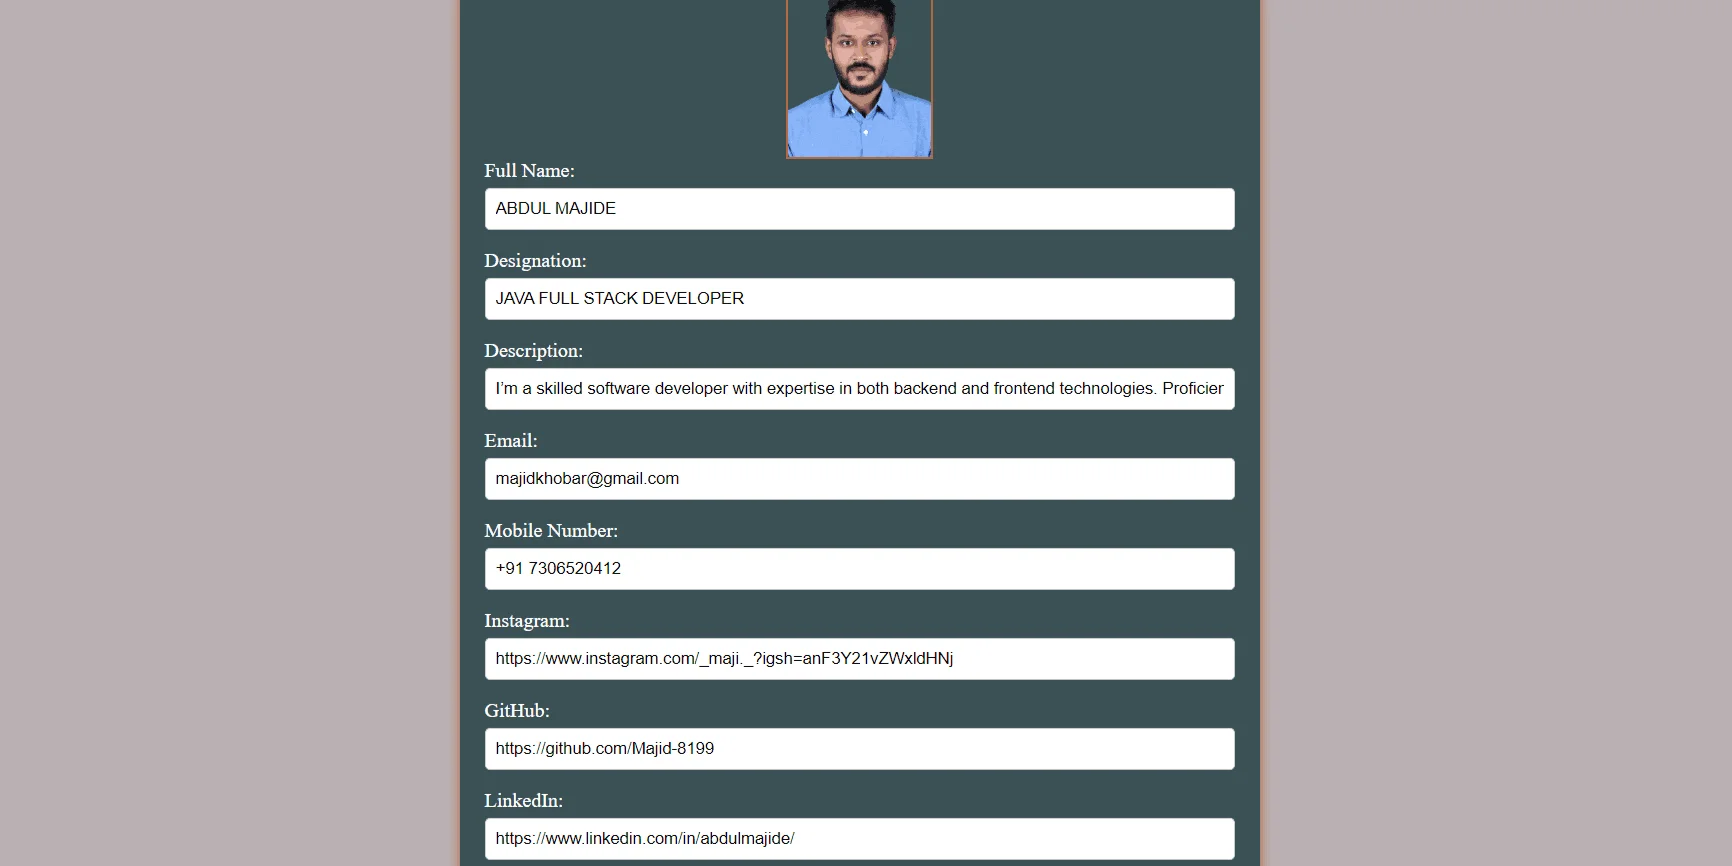 Full Name:
ABDUL MAJIDE
Designation:
JAVA FULL STACK DEVELOPER
Description:
I'm a skilled software developer with expertise in both backend and frontend technologies. Proficier
Email:
majidkhobar@gmail.com
Mobile Number:
+91 7306520412
Instagram:
https://www.instagram.com/_maji._?igsh=anF3Y21vZWxldHNj
GitHub:
https://github.com/Majid-8199
LinkedIn:
https://www.linkedin.com/in/abdulmajide/